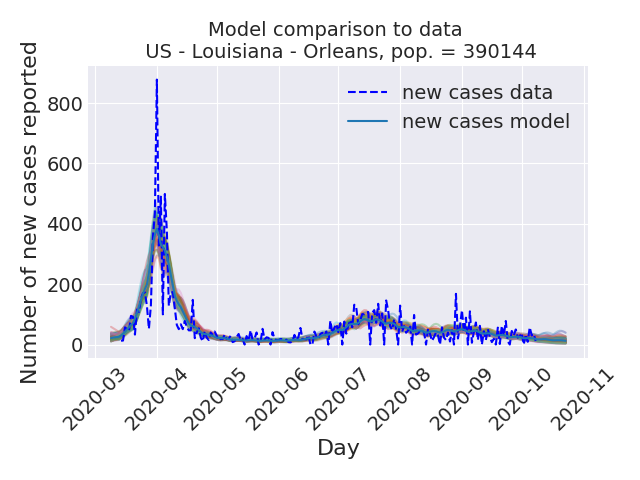 Model comparison to data
US - Louisiana - Orleans, pop. = 390144
Number of new cases reported
800
600
400
200
0
new cases data
new cases model
2020-03
2020-04
2020-05
2020-06
2020-07
2020-08
2020-09
2020-10
2020-11
Day